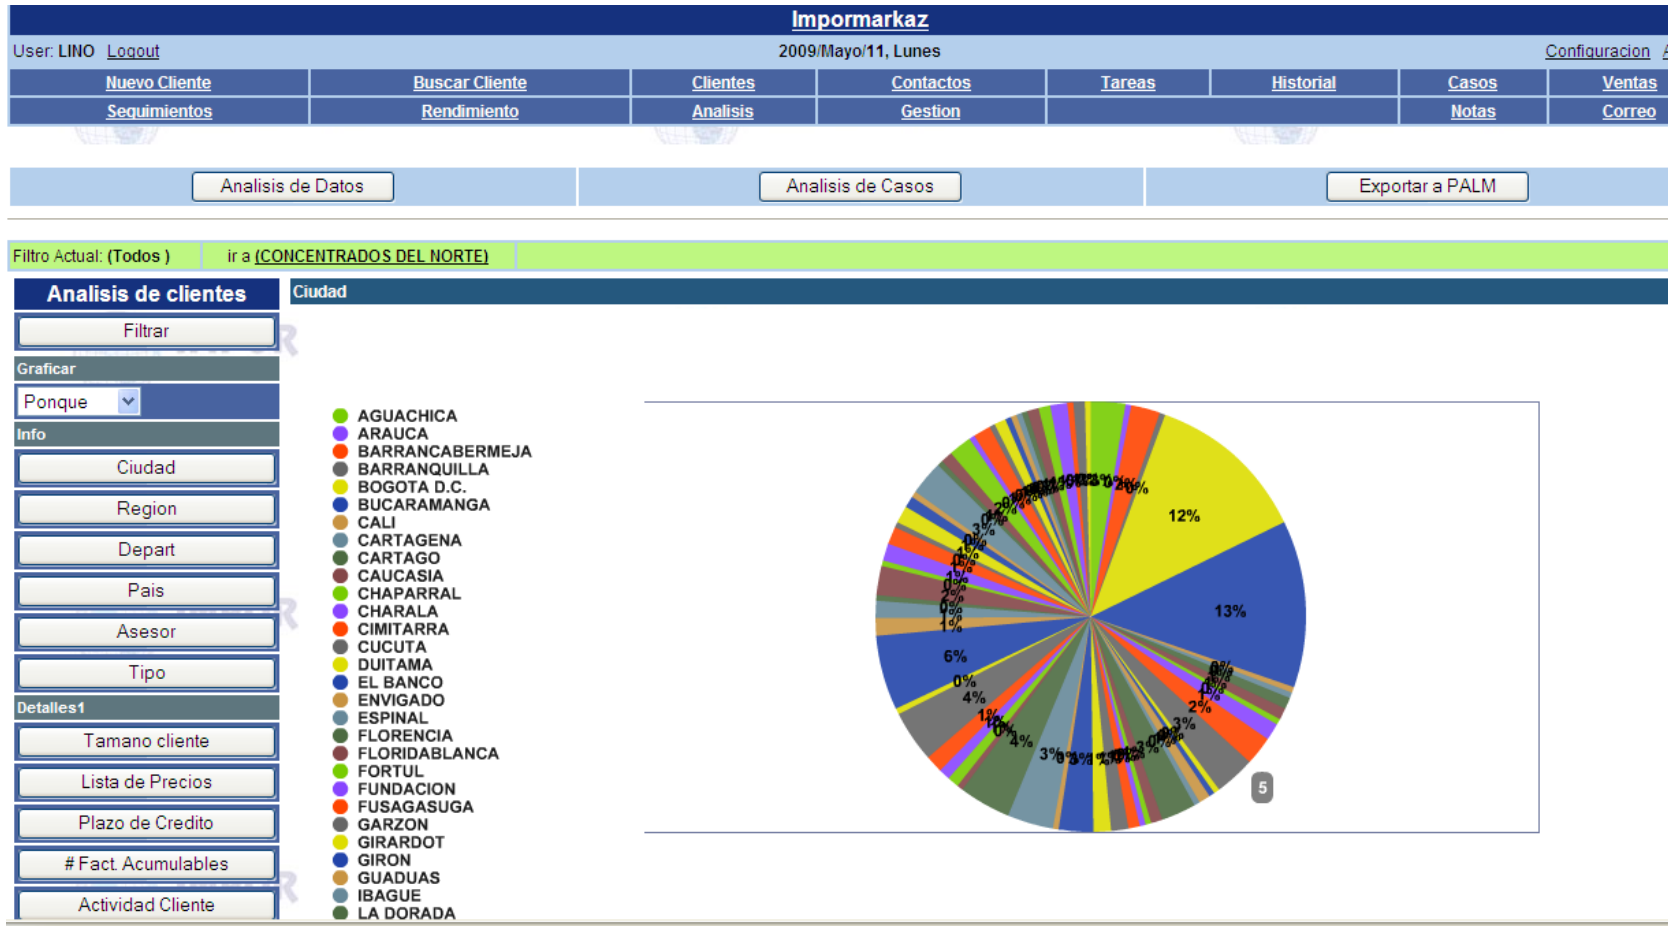 Impormarkaz
User: LINO Logout 2009/Mayo/11, Lunes Configuracion
Nuevo Cliente Buscar Cliente Clientes Contactos Tareas Historial Casos Ventas
Seguimientos Rendimiento Analisis Gestion Notas Correo
Analisis de Datos Analisis de Casos Exportar a PALM
Filtro Actual: (Todos ) ir a (CONCENTRADOS DEL NORTE)
Analisis de clientes
Ciudad
Filtrar
Graficar
Ponque
Info
Ciudad
Region
Depart
Pais
Asesor
Tipo
Detalles1
Tamano cliente
Lista de Precios
Plazo de Credito
# Fact. Acumulables
Actividad Cliente
AGUACHICA
ARAUCA
BARRANCABERMEJA
BARRANQUILLA
BOGOTA D.C.
BUCARAMANGA
CALI
CARTAGENA
CARTAGO
CAUCASIA
CHAPARRAL
CHARALA
CIMITARRA
CUCUTA
DUITAMA
EL BANCO
ENVIGADO
ESPINAL
FLORENCIA
FLORIDABLANCA
FORTUL
FUNDACION
FUSAGASUGA
GARZON
GIRARDOT
GIRON
GUADUAS
IBAGUE
LA DORADA
12%
13%
2%
3%
5
3%
4%
4%
0%
6%
1%
3%